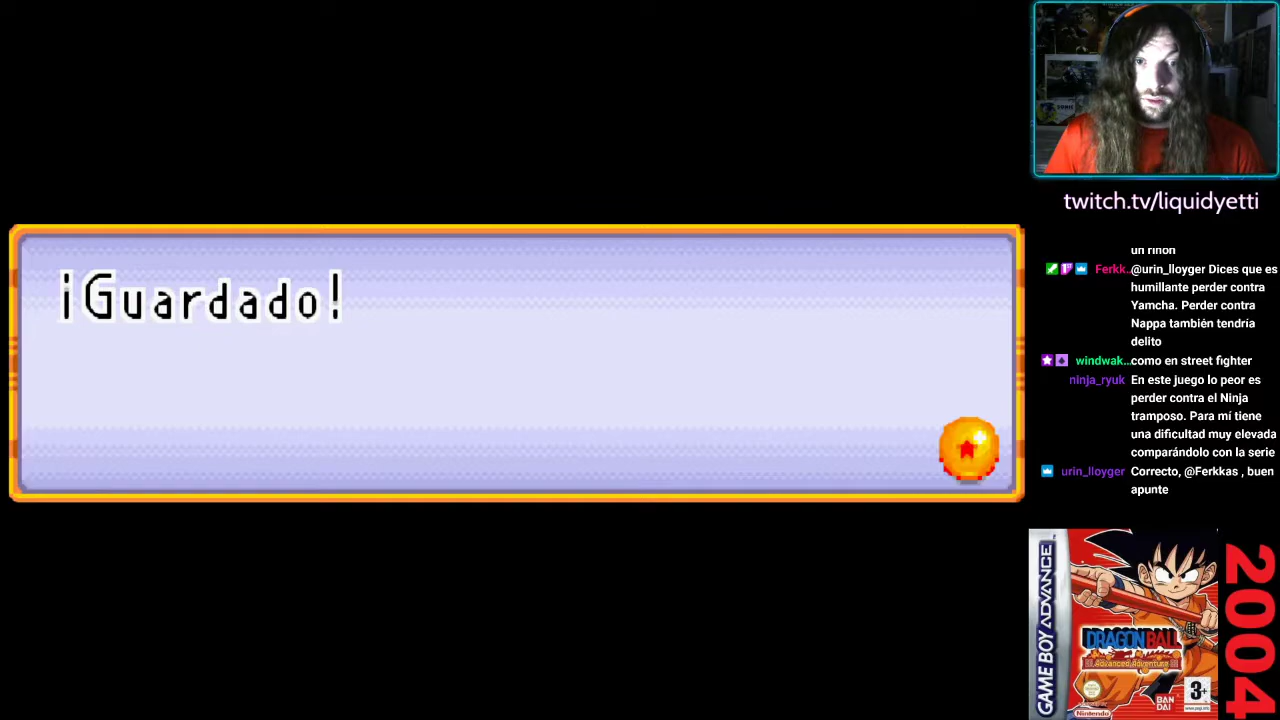 ¡Guardado!
twitch.tv/liquidyetti
un riñon
Ferkk..@urin_lloyger Dices que es
humillante perder contra
Yamcha. Perder contra
Nappa también tendría
delito
windwak...como en street fighter
ninja_ryuk En este juego lo peor es
perder contra el Ninja
tramposo. Para mí tiene
una dificultad muy elevada
comparándolo con la serie
urin_lloyger Correcto, @Ferkkas , buen
apunte
GAME BOY ADVANCE
DRAGON BALL
Advanced Adventure
3+
BAN
DAI
Nintendo
2004